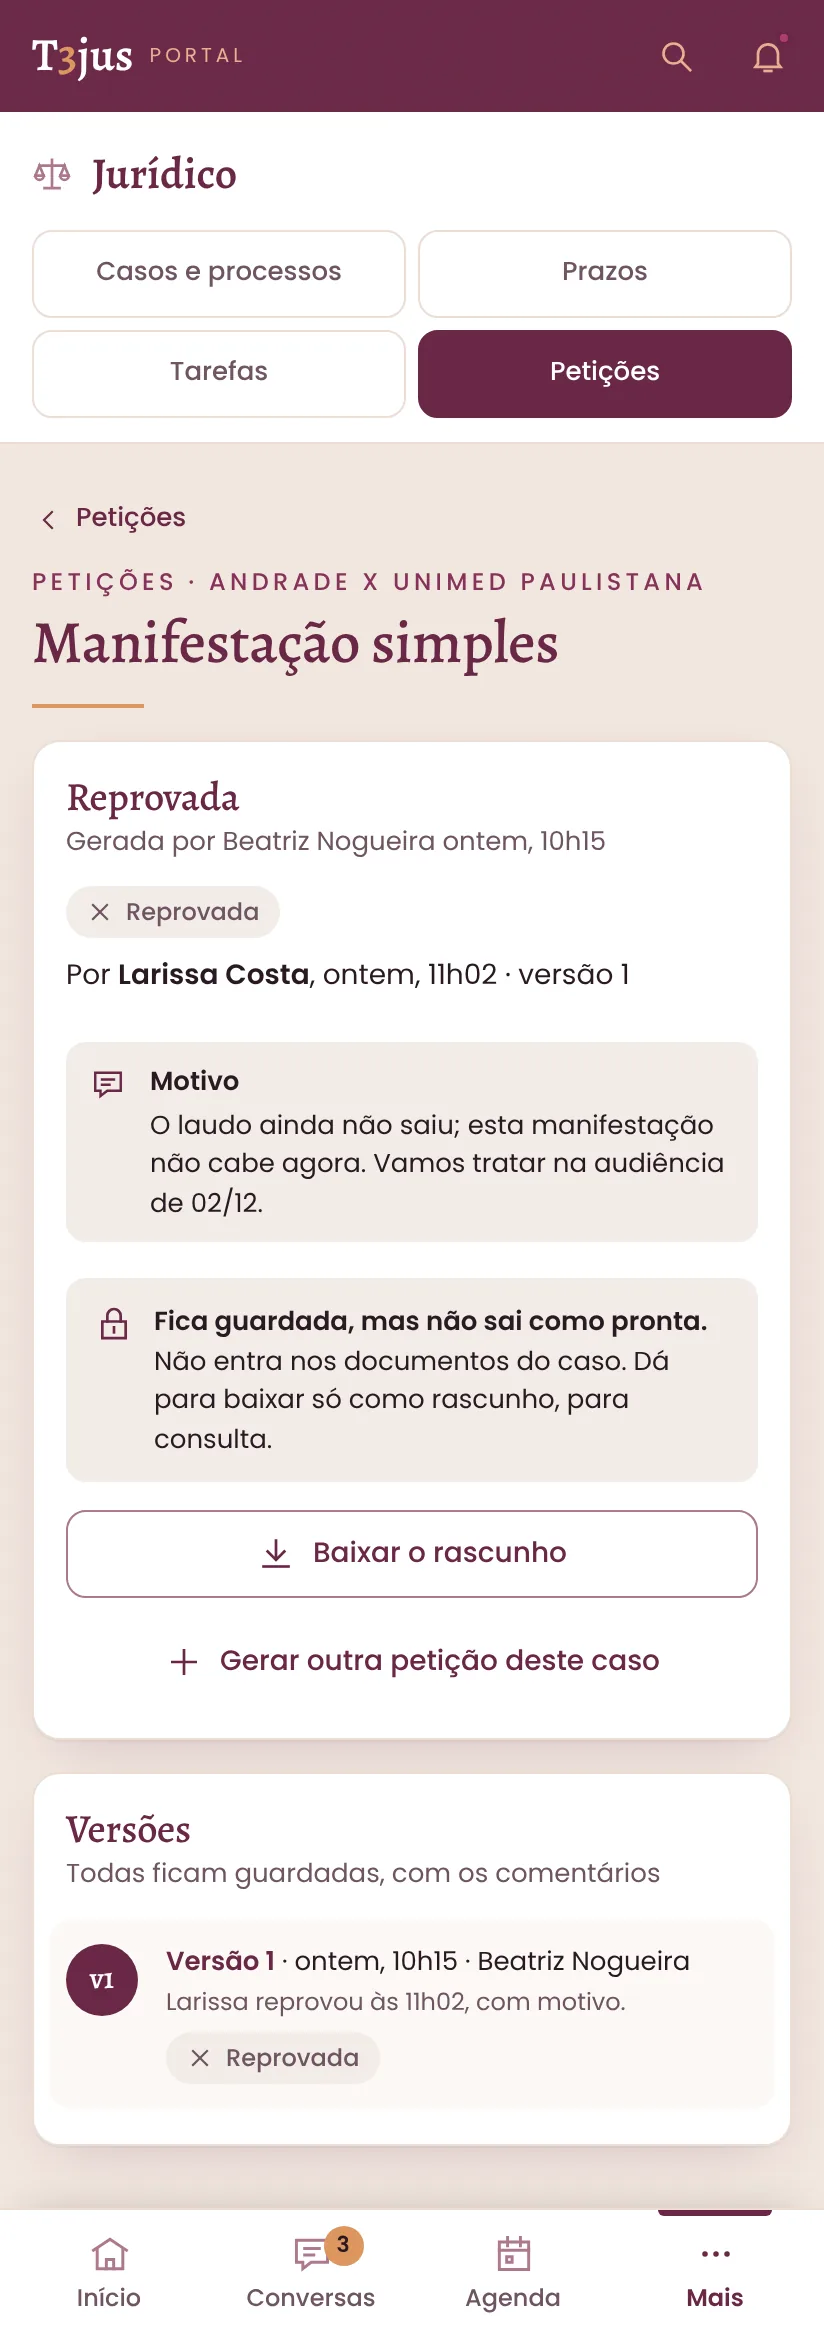 T3jus PORTAL
Jurídico
Casos e processos
Prazos
Tarefas
Petições
Petições
PETIÇÕES · ANDRADE X UNIMED PAULISTANA
Manifestação simples
Reprovada
Gerada por Beatriz Nogueira ontem, 10h15
Reprovada
Por Larissa Costa, ontem, 11h02 · versão 1
Motivo
O laudo ainda não saiu; esta manifestação
não cabe agora. Vamos tratar na audiência
de 02/12.
Fica guardada, mas não sai como pronta.
Não entra nos documentos do caso. Dá
para baixar só como rascunho, para
consulta.
Baixar o rascunho
Gerar outra petição deste caso
Versões
Todas ficam guardadas, com os comentários
v1
Versão 1 · ontem, 10h15 · Beatriz Nogueira
Larissa reprovou às 11h02, com motivo.
Reprovada
3
Início
Conversas
Agenda
Mais